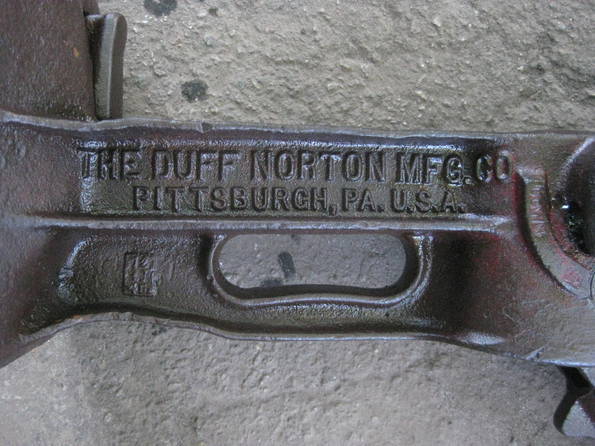 THE DUFF NORTON MFG. CO
PITTSBURGH, PA. U.S.A.